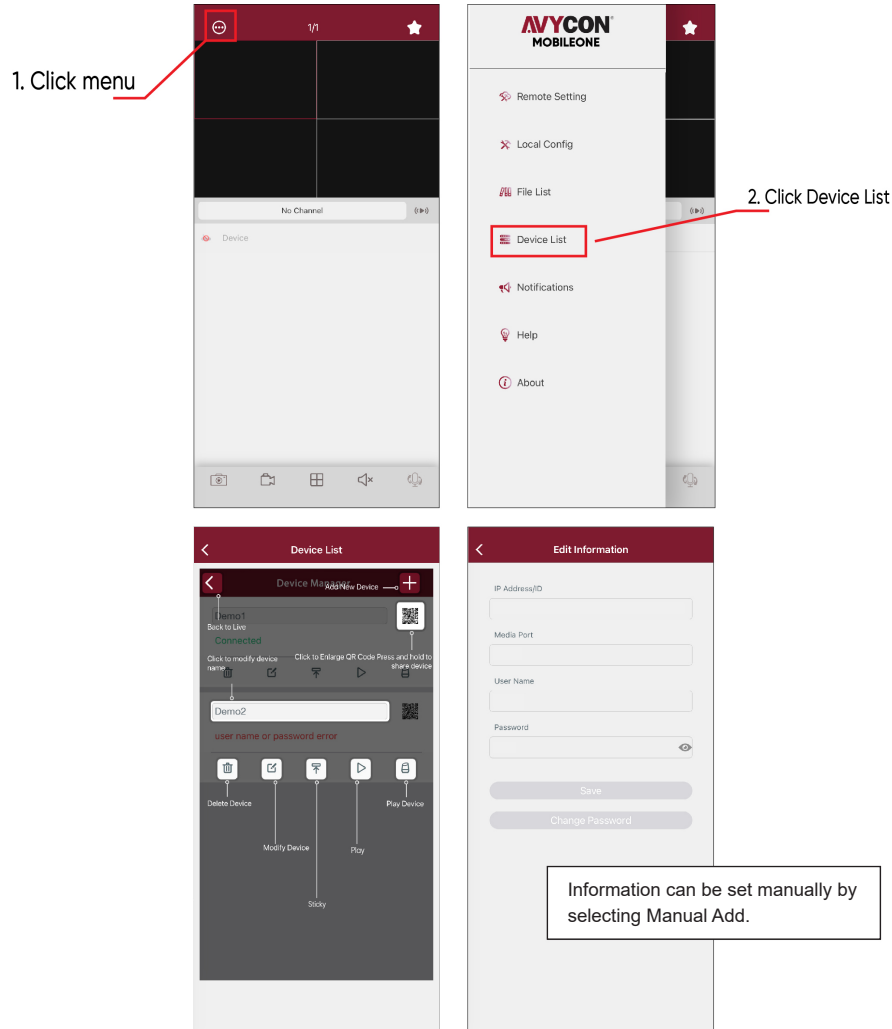 1/1
1. Click menu
No Channel
Device
AVYCON®
MOBILEONE
Remote Setting
Local Config
File List
2. Click Device List
Device List
Notifications
Help
About
Device List
Device Manager
Add New Device
Demo1
Back to Live
Connected
Click to modify device
name
Click to Enlarge QR Code Press and hold to
share device
Demo2
user name or password error
Delete Device
Play Device
Modify Device
Play
Sticky
Edit Information
IP Address/ID
Media Port
User Name
Password
Save
Change Password
Information can be set manually by
selecting Manual Add.